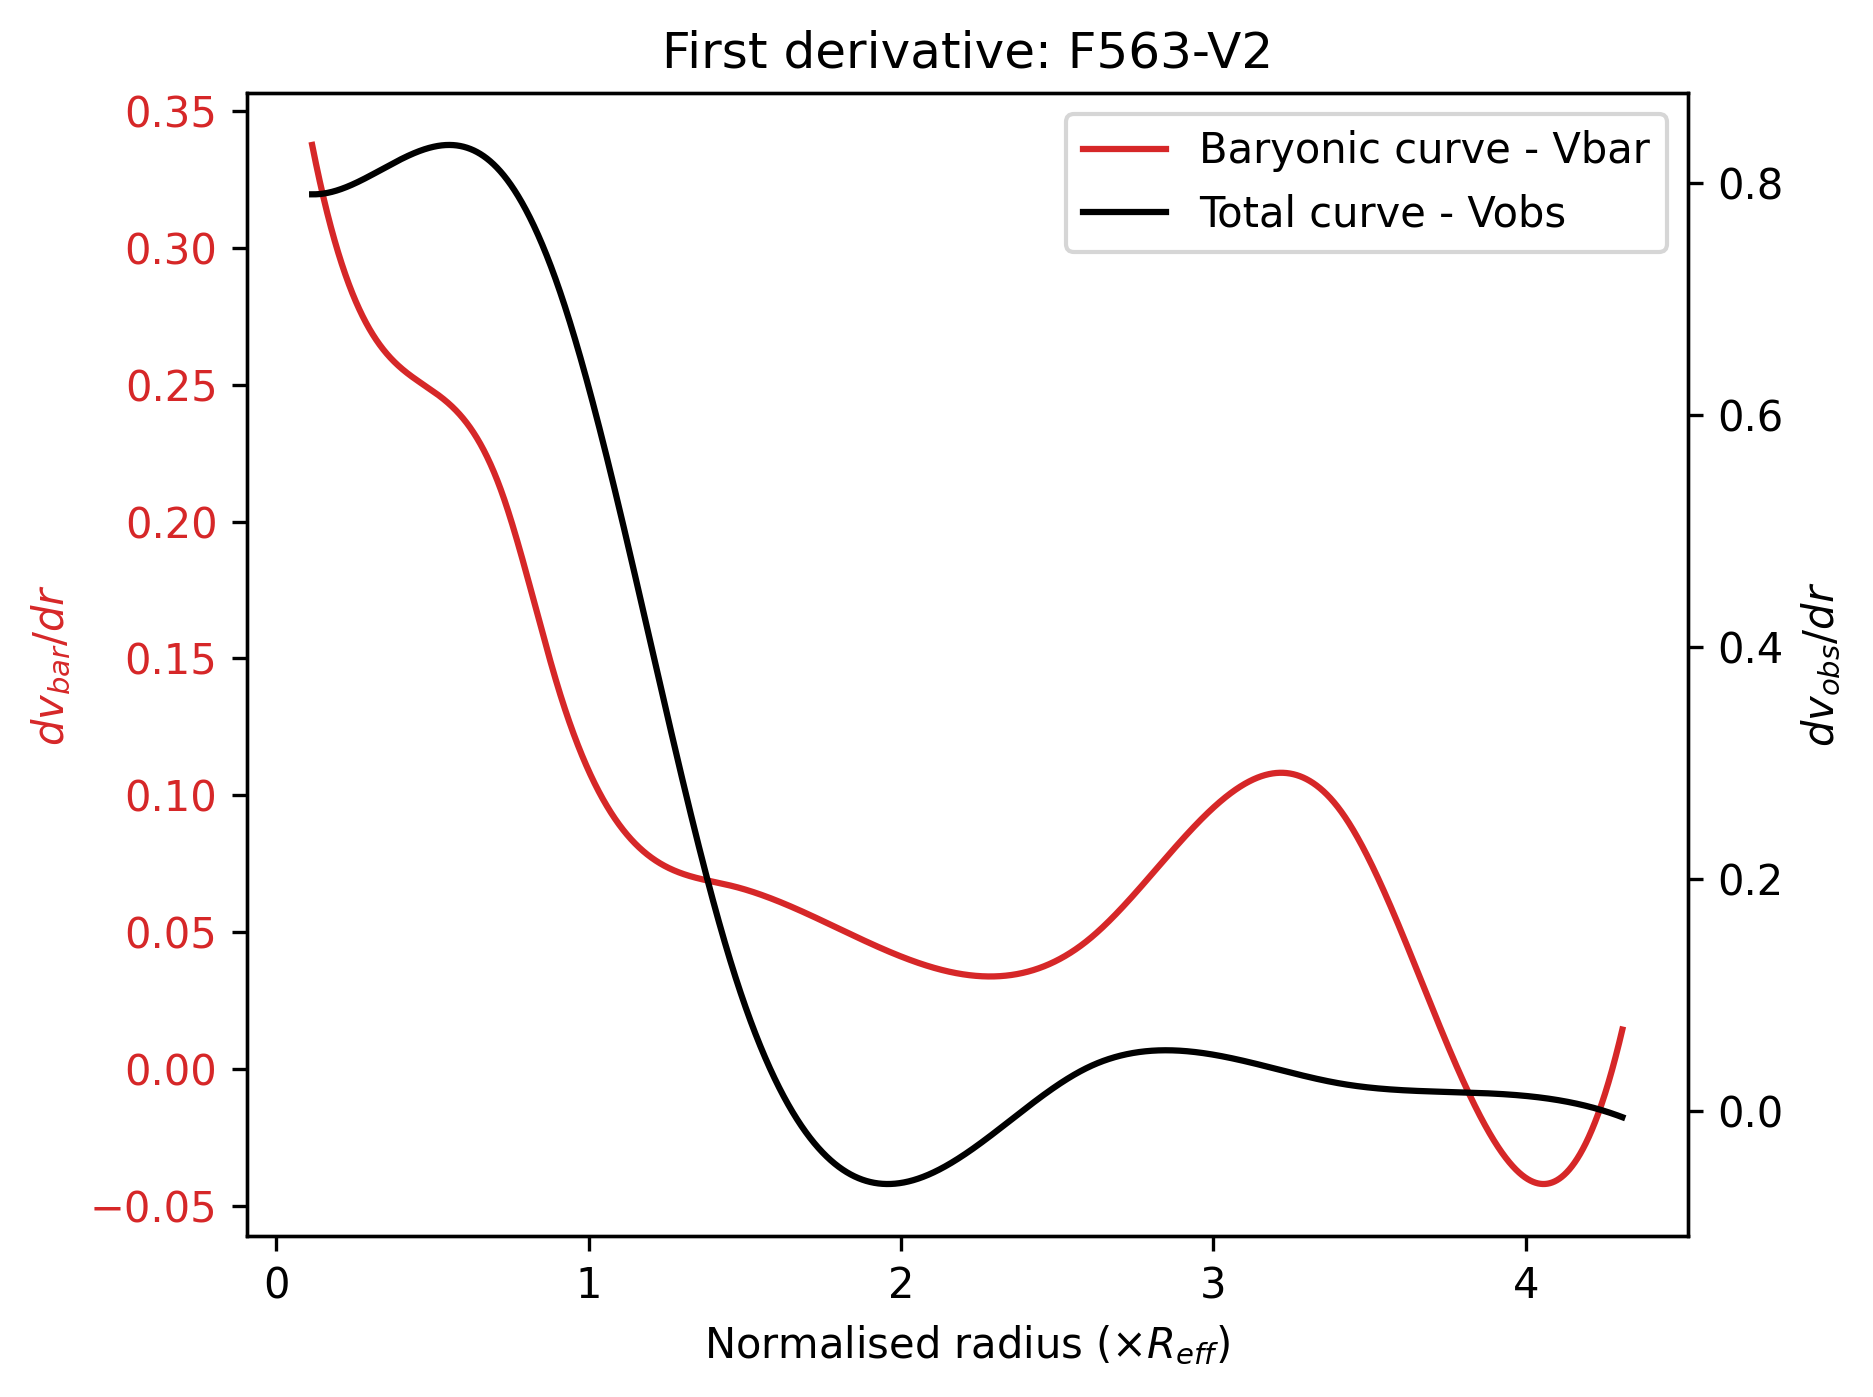 First derivative: F563-V2
Baryonic curve - Vbar
Total curve - Vobs
0.35
0.30
0.25
0.20
0.15
0.10
0.05
0.00
−0.05
dv_bar/dr
0.8
0.6
0.4
0.2
0.0
dv_obs/dr
0 1 2 3 4
Normalised radius (×R_eff)